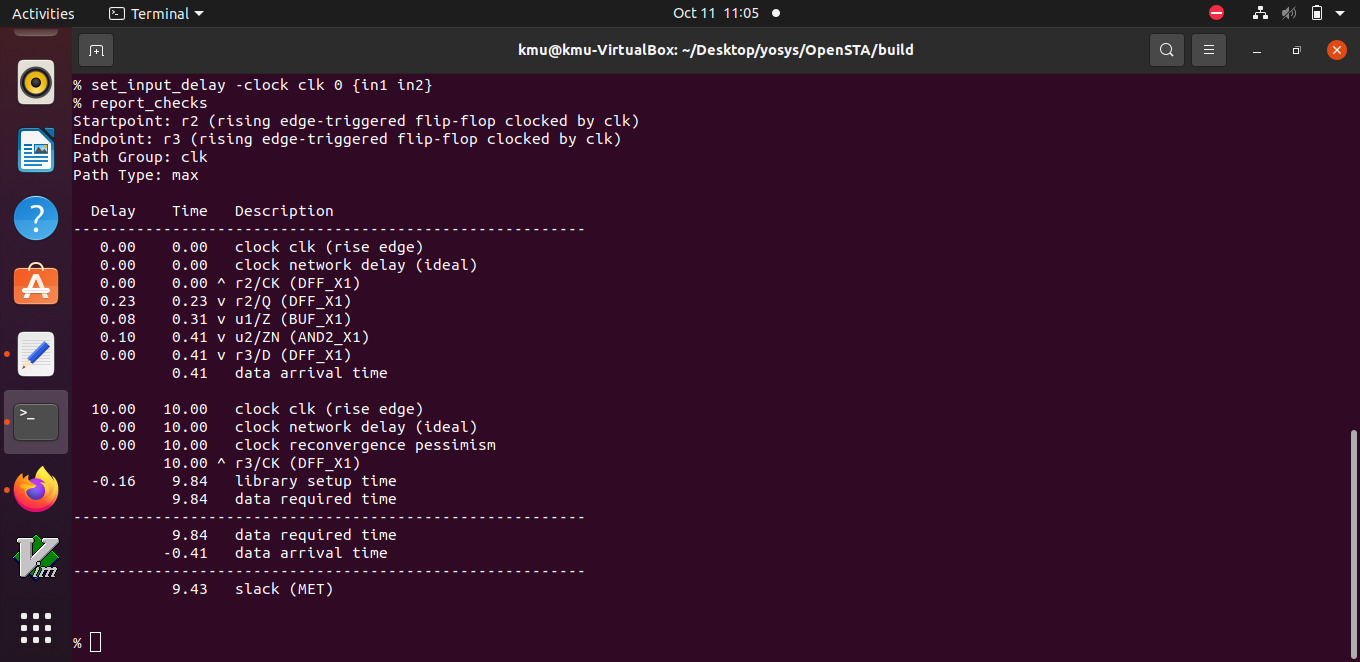 Activities Terminal Oct 11 11:05
kmu@kmu-VirtualBox: ~/Desktop/yosys/OpenSTA/build
% set_input_delay -clock clk 0 {in1 in2}
% report_checks
Startpoint: r2 (rising edge-triggered flip-flop clocked by clk)
Endpoint: r3 (rising edge-triggered flip-flop clocked by clk)
Path Group: clk
Path Type: max
  Delay    Time   Description
---------------------------------------------------------
   0.00    0.00   clock clk (rise edge)
   0.00    0.00   clock network delay (ideal)
   0.00    0.00 ^ r2/CK (DFF_X1)
   0.23    0.23 v r2/Q (DFF_X1)
   0.08    0.31 v u1/Z (BUF_X1)
   0.10    0.41 v u2/ZN (AND2_X1)
   0.00    0.41 v r3/D (DFF_X1)
           0.41   data arrival time
  10.00   10.00   clock clk (rise edge)
   0.00   10.00   clock network delay (ideal)
   0.00   10.00   clock reconvergence pessimism
          10.00 ^ r3/CK (DFF_X1)
  -0.16    9.84   library setup time
           9.84   data required time
---------------------------------------------------------
           9.84   data required time
          -0.41   data arrival time
---------------------------------------------------------
           9.43   slack (MET)
%
>_
Vim